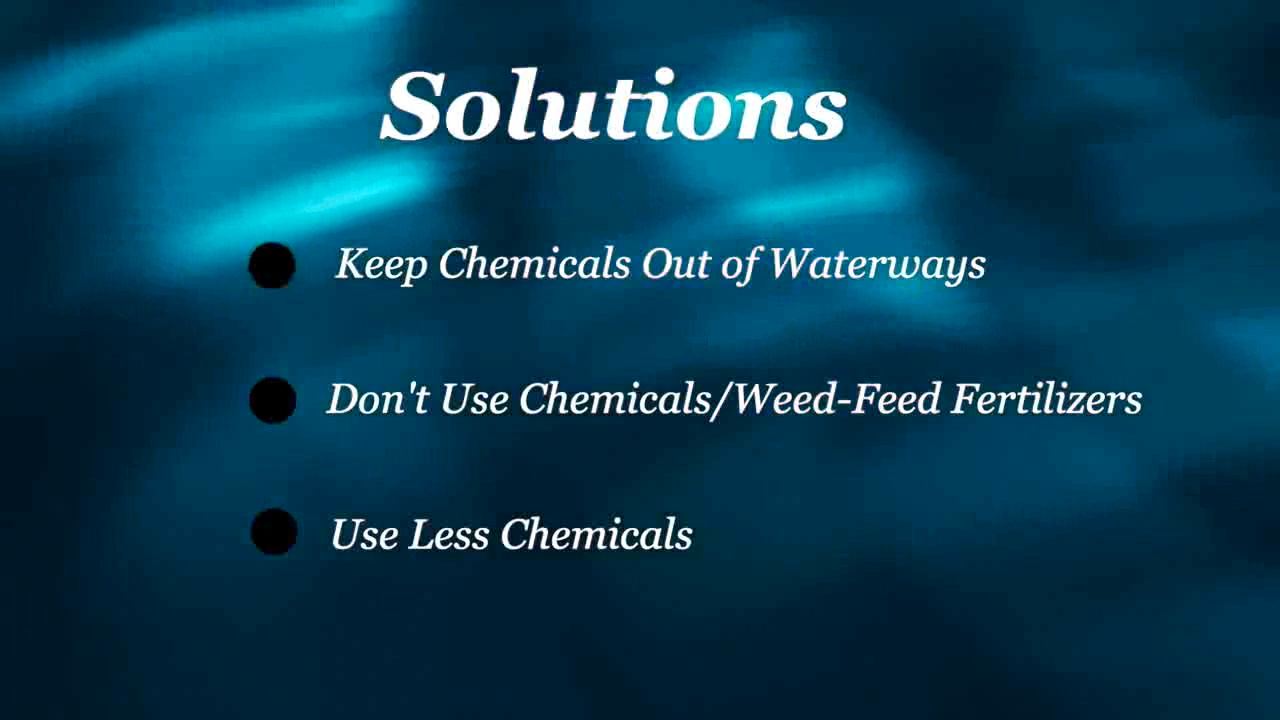 Solutions
Keep Chemicals Out of Waterways
Don't Use Chemicals/Weed-Feed Fertilizers
Use Less Chemicals